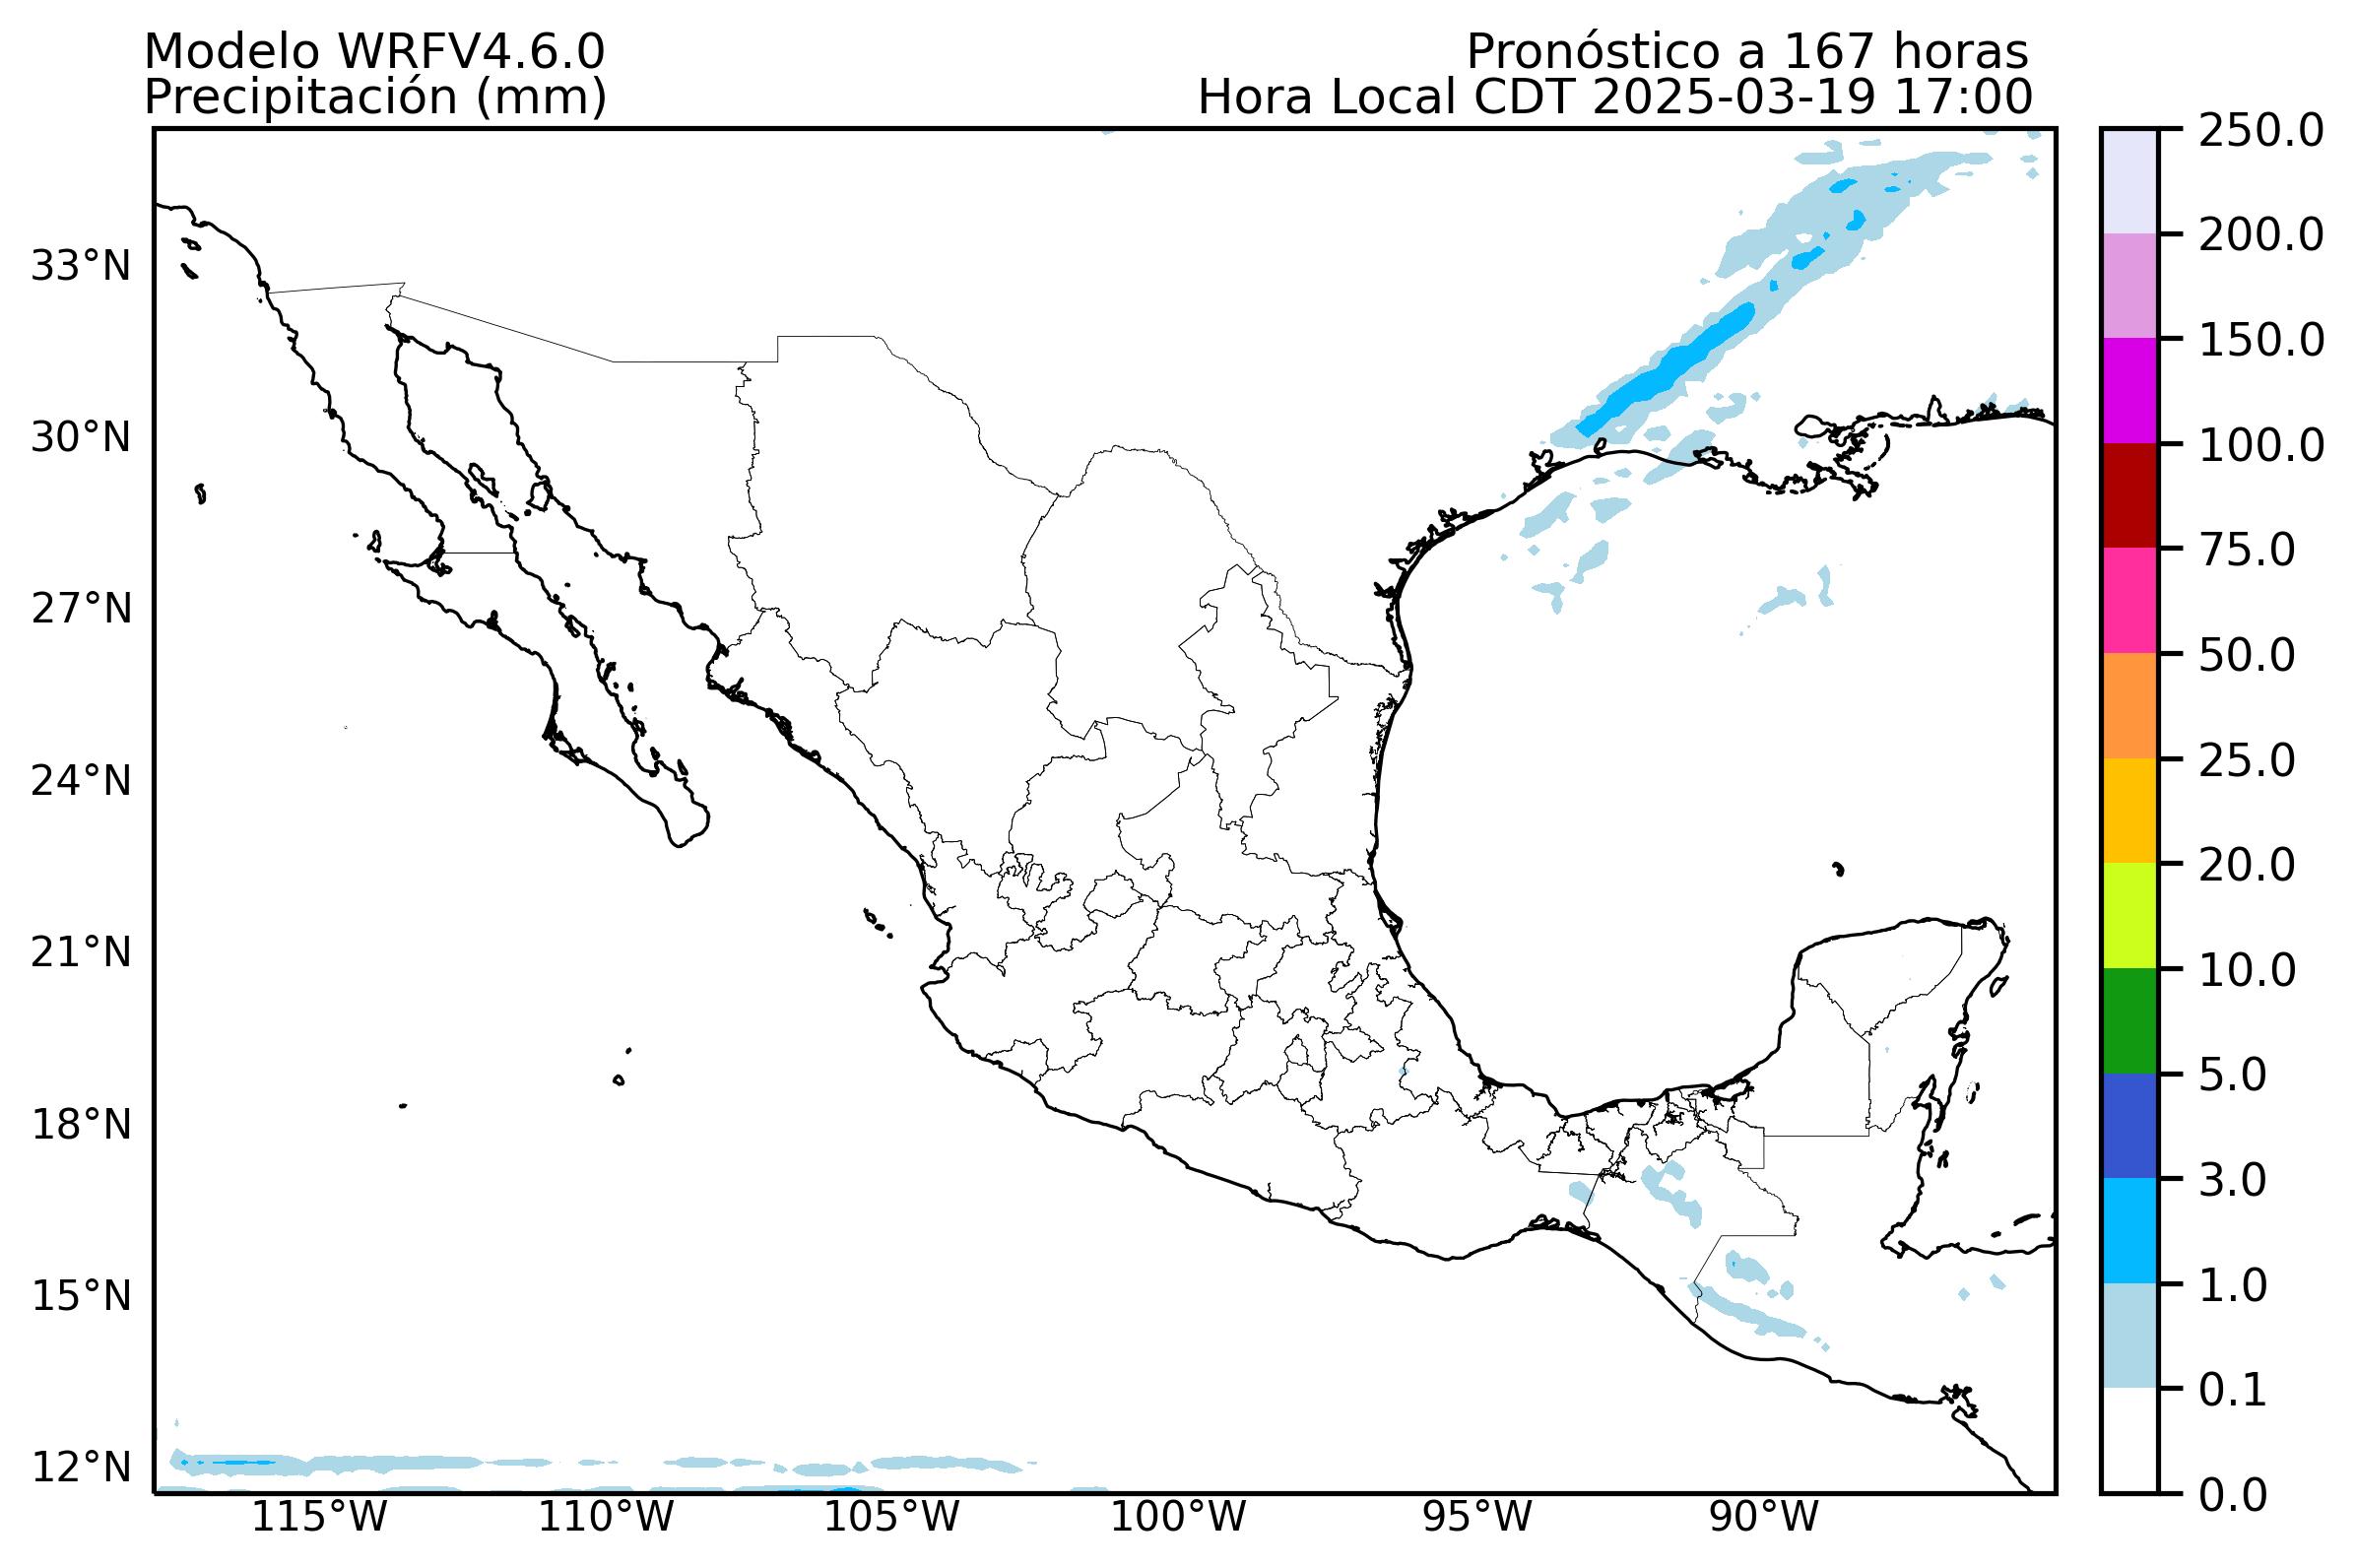 Modelo WRFV4.6.0
Pronóstico a 167 horas
Precipitación (mm)
Hora Local CDT 2025-03-19 17:00
33°N
30°N
27°N
24°N
21°N
18°N
15°N
12°N
115°W
110°W
105°W
100°W
95°W
90°W
250.0
200.0
150.0
100.0
75.0
50.0
25.0
20.0
10.0
5.0
3.0
1.0
0.1
0.0